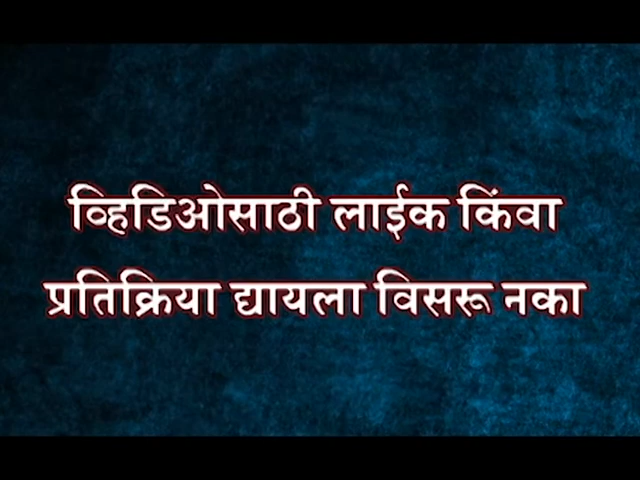 व्हिडिओसाठी लाईक किंवा
प्रतिक्रिया द्यायला विसरू नका